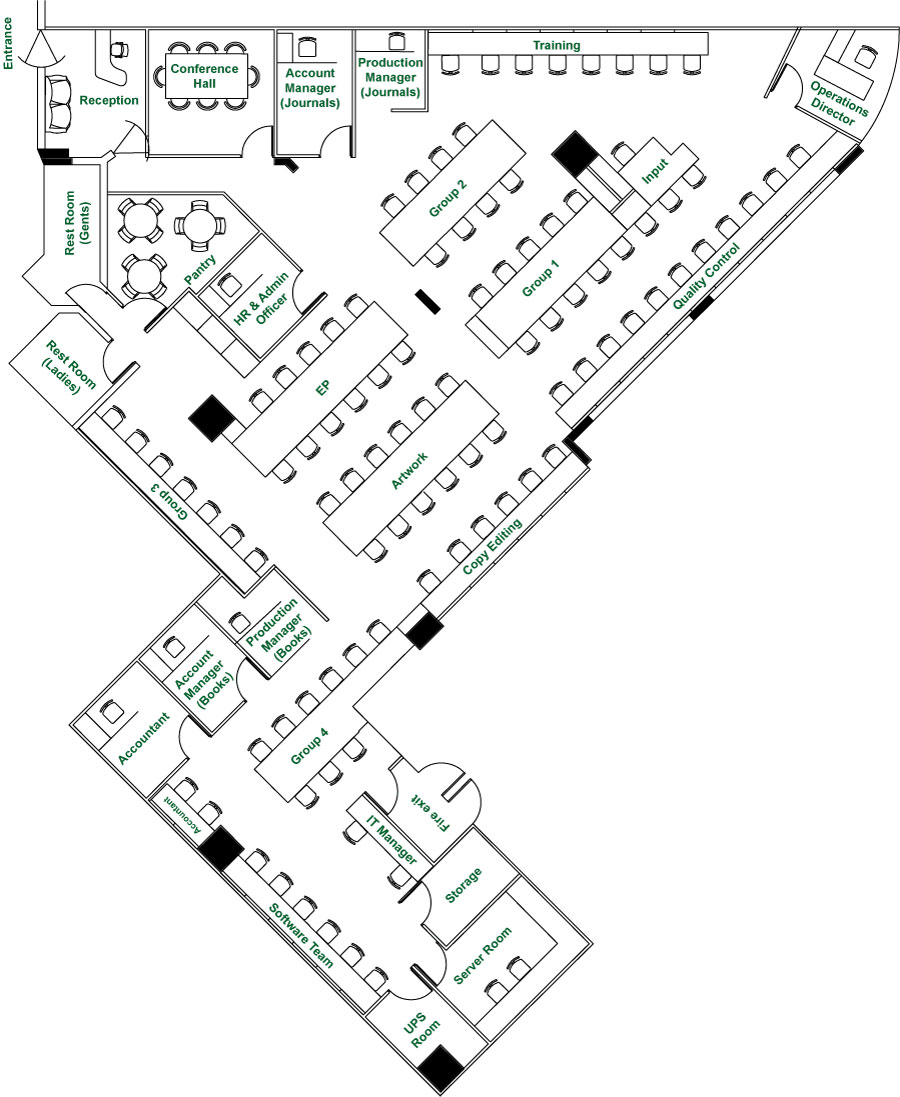 Entrance
Reception
Conference
Hall
Account
Manager
(Journals)
Production
Manager
(Journals)
Training
Operations
Director
Rest Room
(Gents)
Pantry
HR & Admin
Officer
Group 2
Input
Group 1
Quality Control
Rest Room
(Ladies)
EP
Artwork
Group 3
Copy Editing
Production
Manager
(Books)
Account
Manager
(Books)
Accountant
Group 4
Accountant
IT Manager
Fire exit
Storage
Software Team
Server Room
UPS
Room